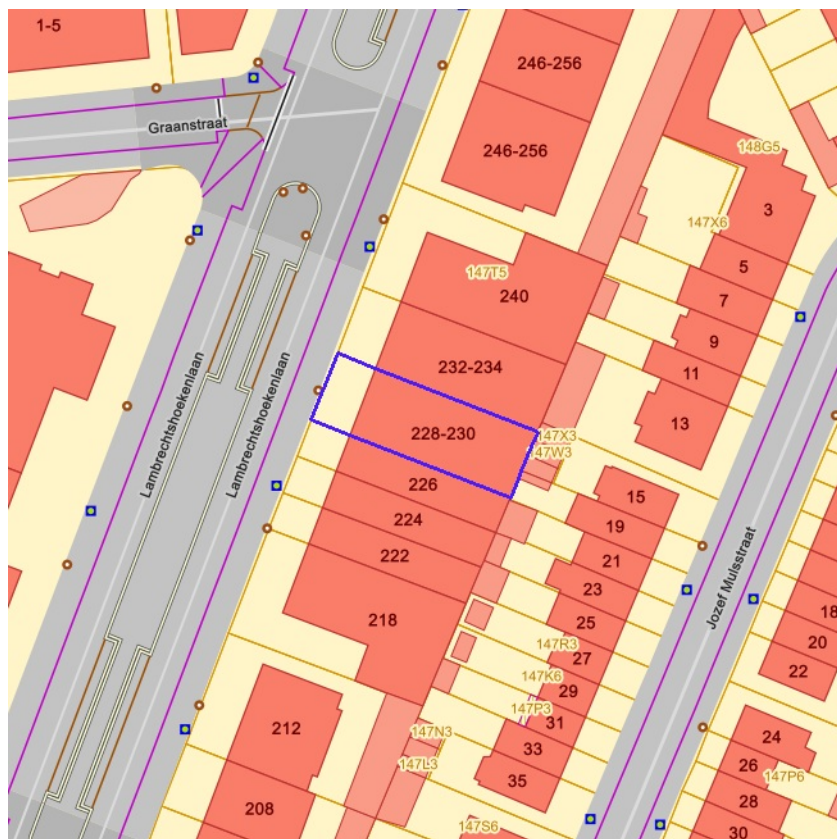 1-5
246-256
Graanstraat
246-256
148G5
3
147X6
5
147T5
240
7
9
232-234
11
13
228-230
147X3
147W3
Lambrechtshoekenlaan
Lambrechtshoekenlaan
226
15
224
19
222
21
23
Jozef Mulsstraat
218
25
18
147R3
20
27
22
147K6
29
147P3
31
212
147N3
33
24
147L3
26
35
147P6
208
28
147S6
30